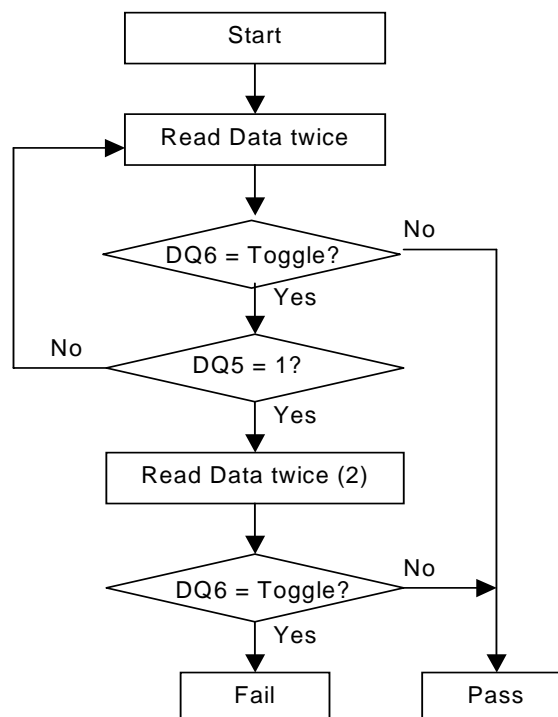 Start
Read Data twice
DQ6 = Toggle?
No
Yes
No
DQ5 = 1?
Yes
Read Data twice (2)
DQ6 = Toggle?
No
Yes
Fail
Pass